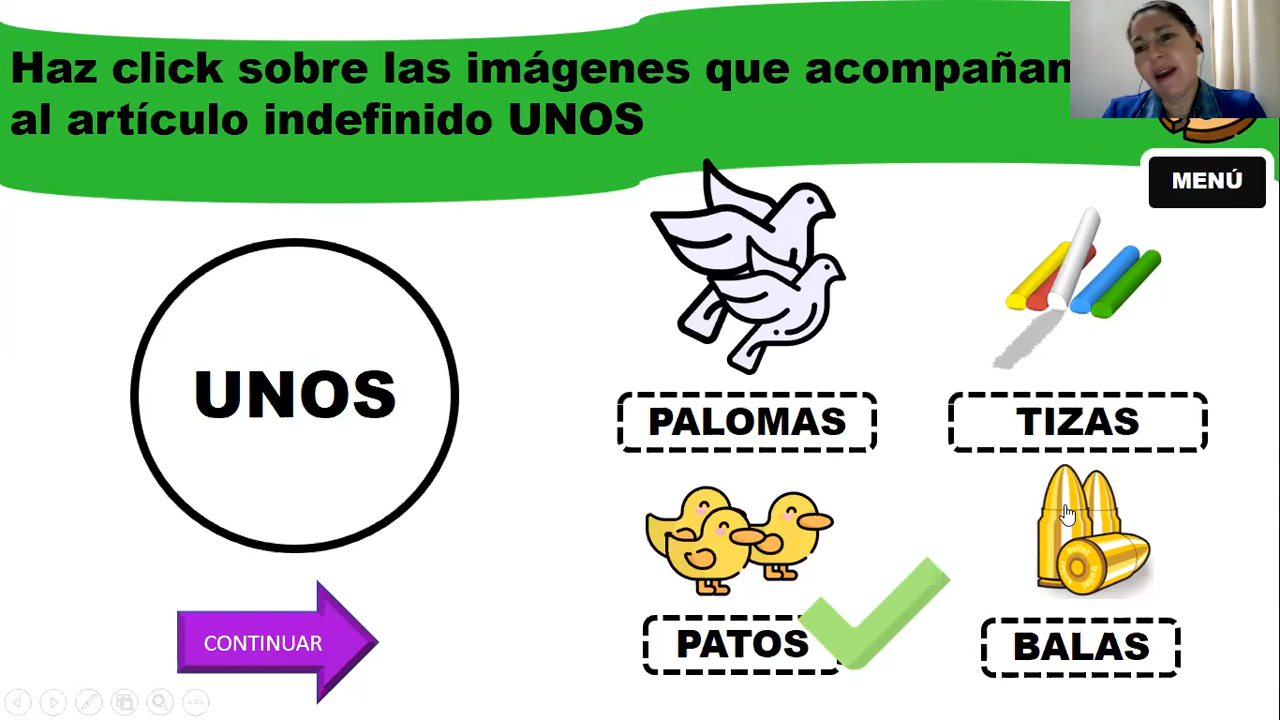 Haz click sobre las imágenes que acompañan
al artículo indefinido UNOS
MENÚ
UNOS
PALOMAS
TIZAS
PATOS
BALAS
CONTINUAR